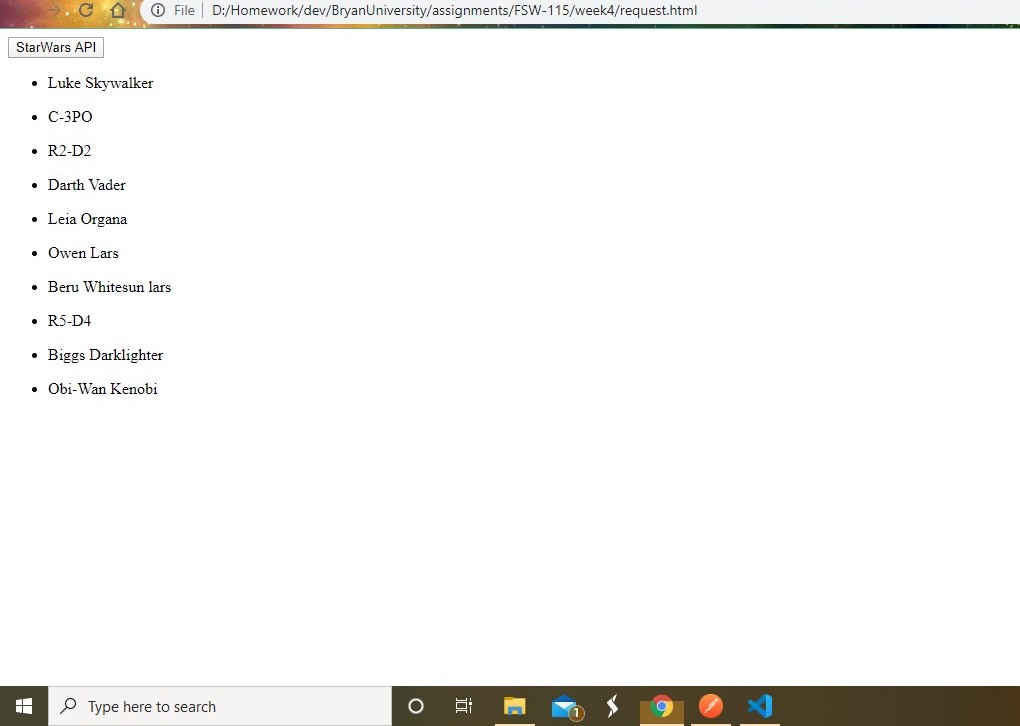 File D:/Homework/dev/BryanUniversity/assignments/FSW-115/week4/request.html
StarWars API
Luke Skywalker
C-3PO
R2-D2
Darth Vader
Leia Organa
Owen Lars
Beru Whitesun lars
R5-D4
Biggs Darklighter
Obi-Wan Kenobi
Type here to search
1